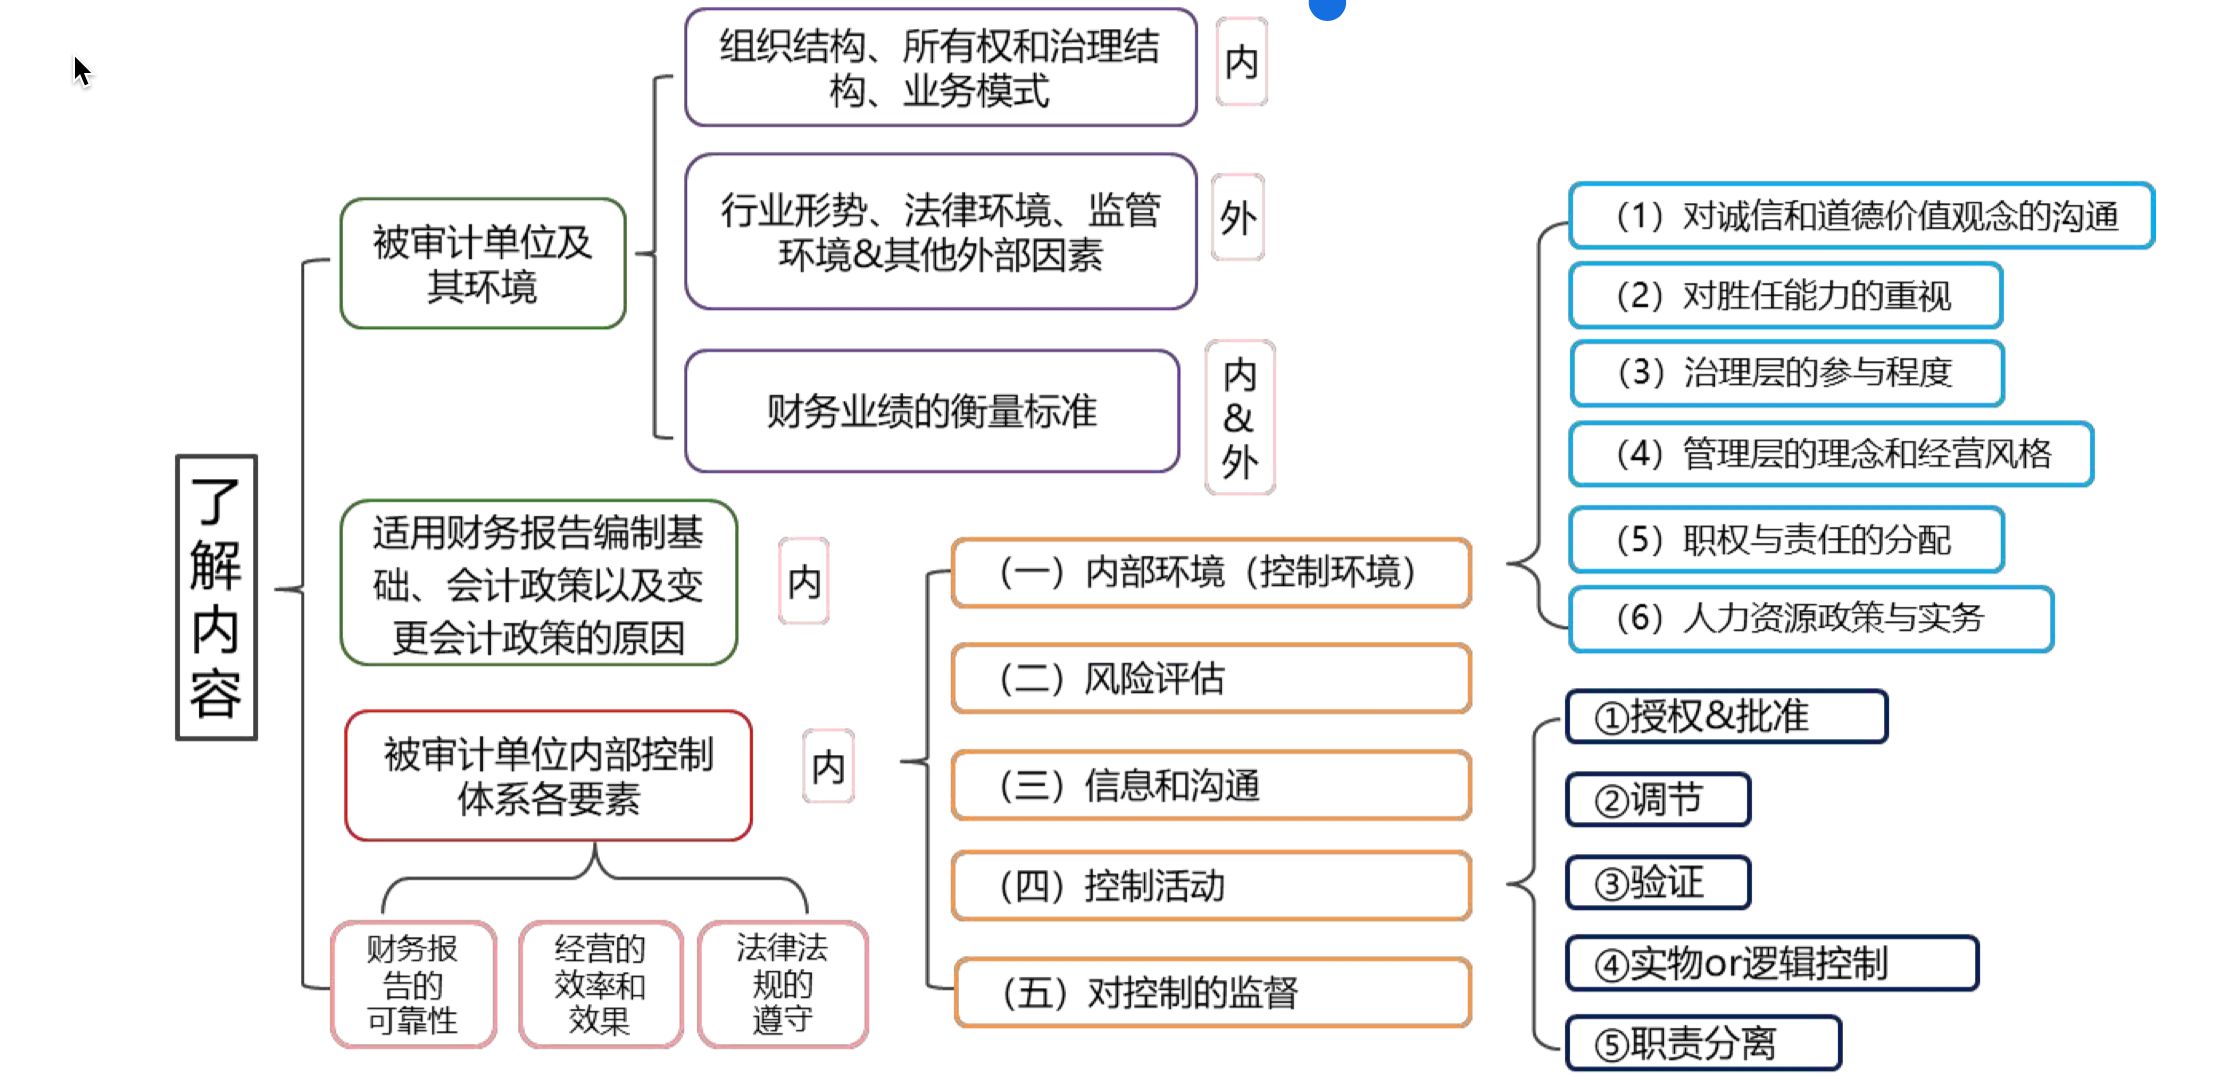 了
解
内
容
被审计单位及
其环境
组织结构、所有权和治理结
构、业务模式
内
行业形势、法律环境、监管
环境&其他外部因素
外
财务业绩的衡量标准
内
&
外
适用财务报告编制基
础、会计政策以及变
更会计政策的原因
内
被审计单位内部控制
体系各要素
内
财务报
告的
可靠性
经营的
效率和
效果
法律法
规的
遵守
（一）内部环境（控制环境）
（二）风险评估
（三）信息和沟通
（四）控制活动
（五）对控制的监督
（1）对诚信和道德价值观念的沟通
（2）对胜任能力的重视
（3）治理层的参与程度
（4）管理层的理念和经营风格
（5）职权与责任的分配
（6）人力资源政策与实务
①授权&批准
②调节
③验证
④实物or逻辑控制
⑤职责分离